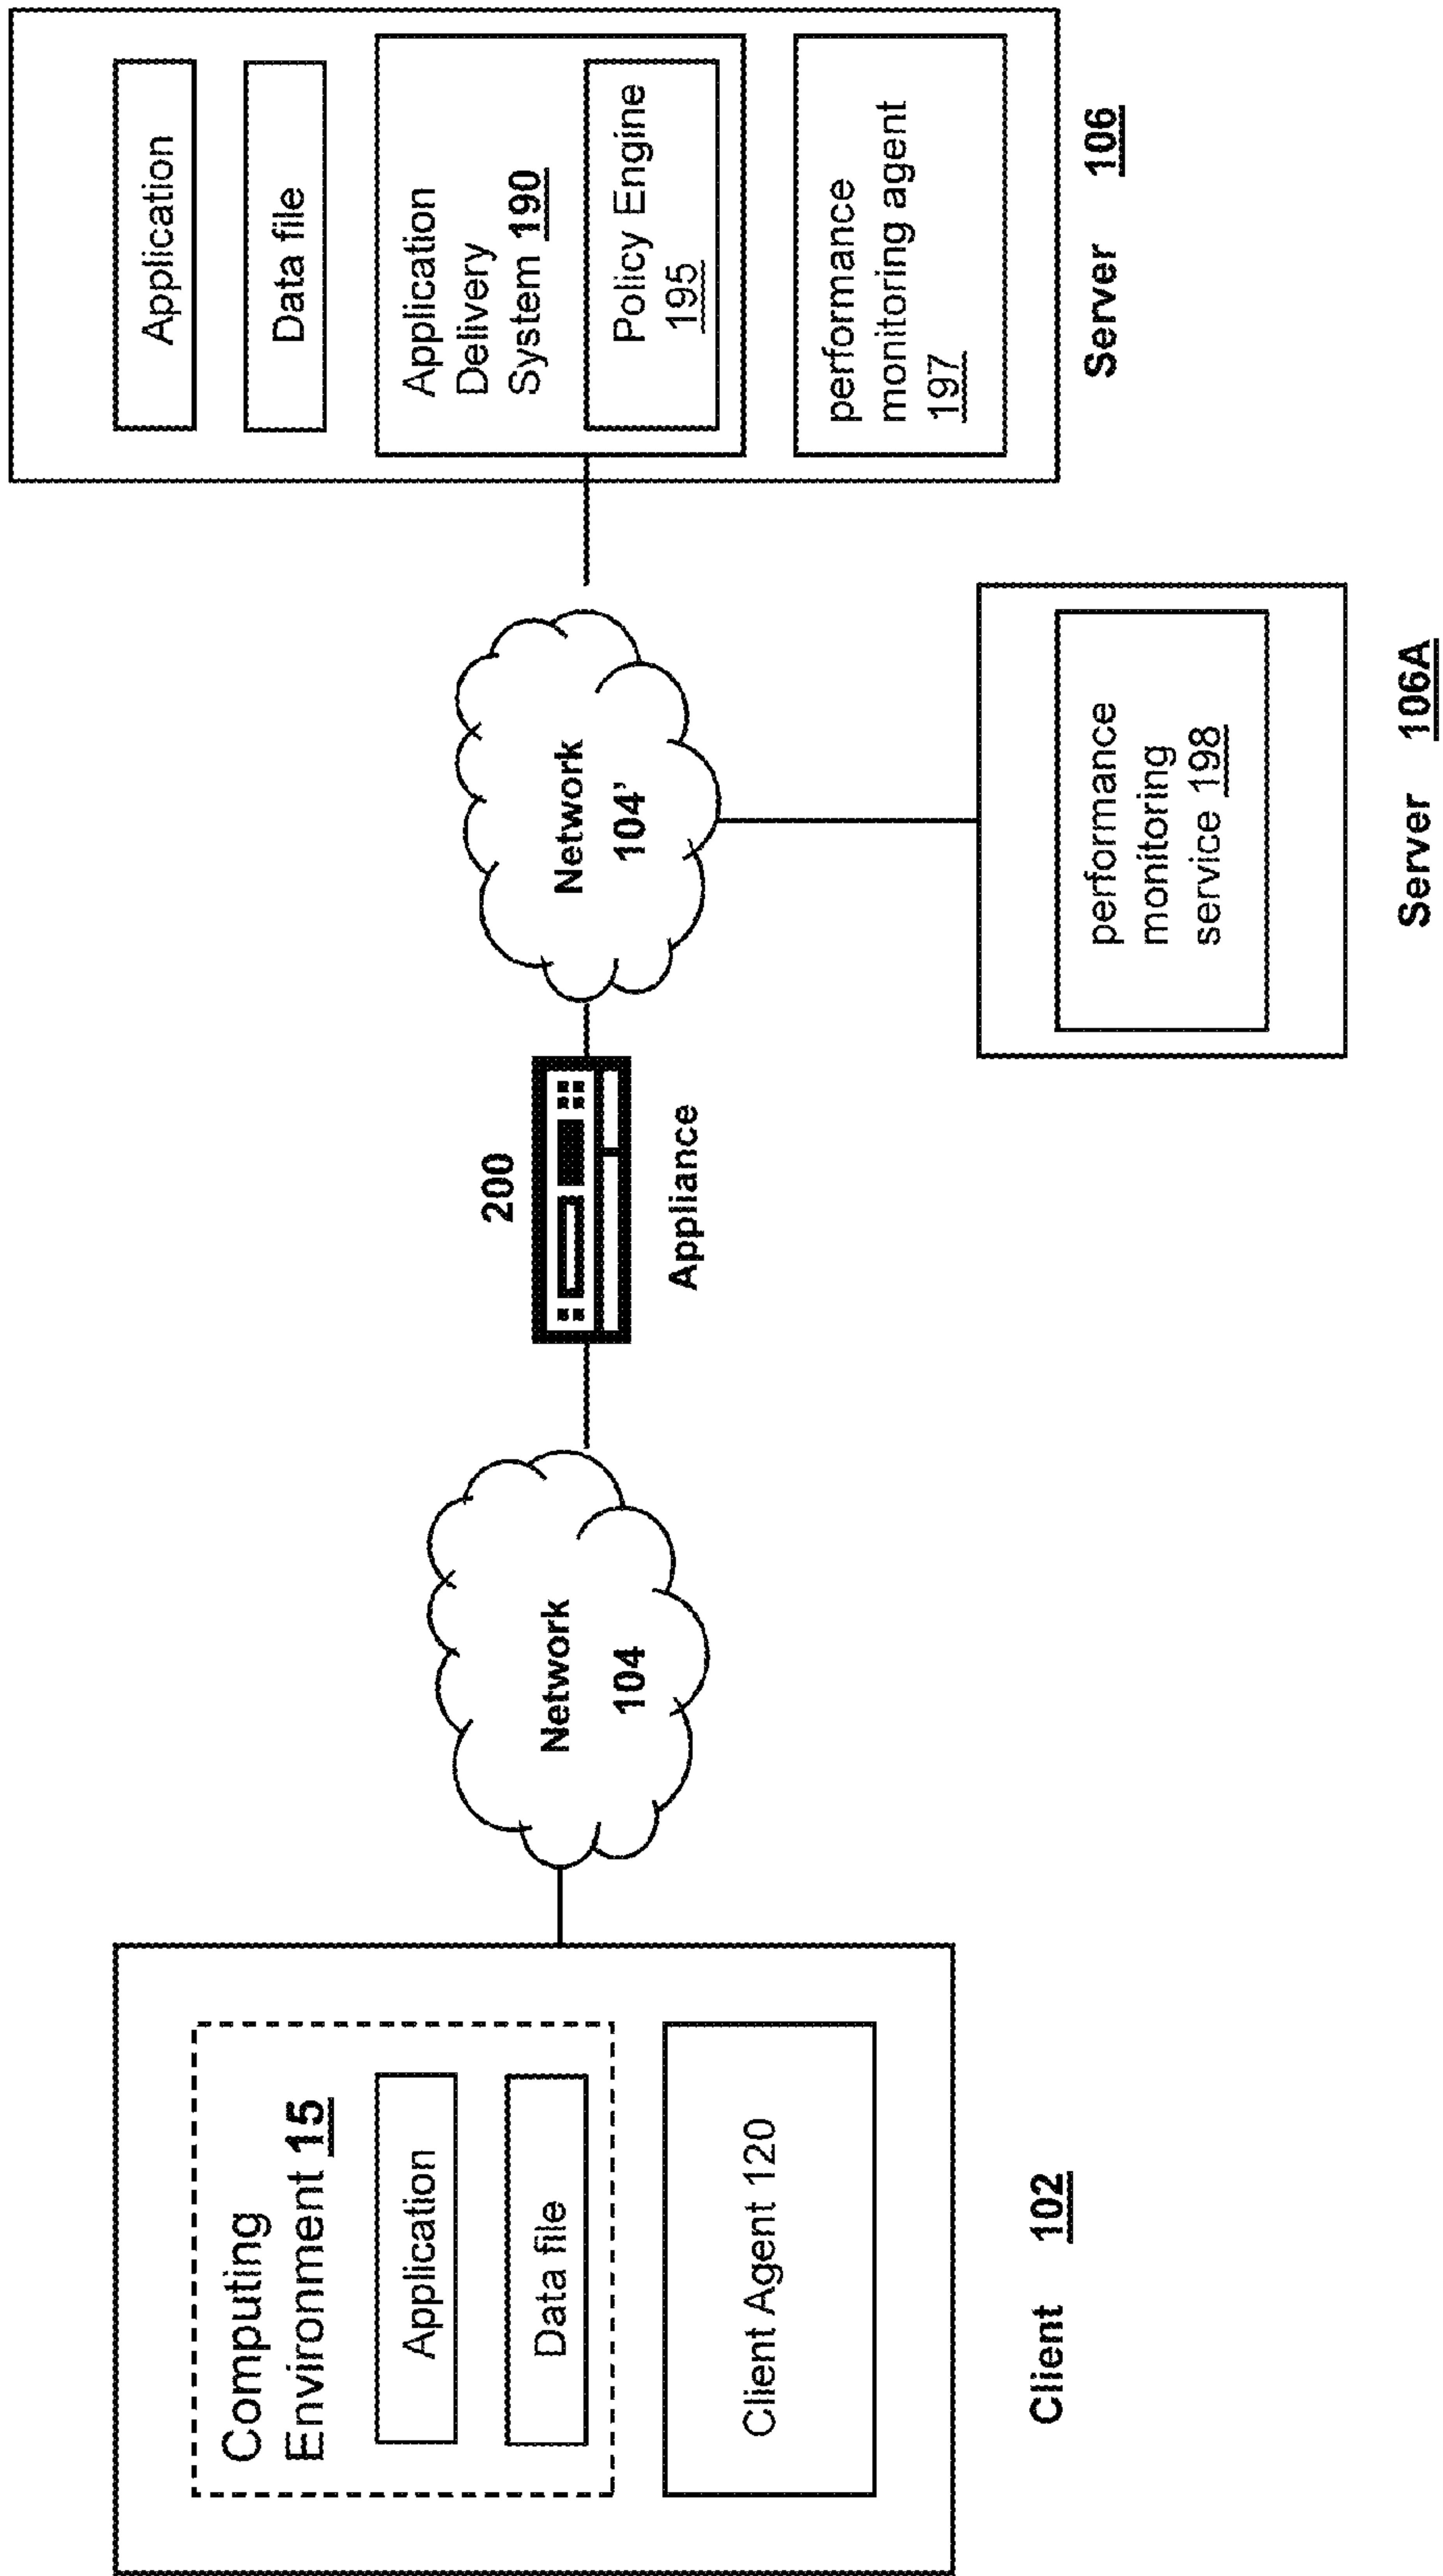 Computing
Environment 15
Application
Data file
Client Agent 120
Client 102
Network
104
200
Appliance
Network
104'
performance
monitoring
service 198
Server 106A
Application
Data file
Application
Delivery
System 190
Policy Engine
195
performance
monitoring agent
197
Server 106